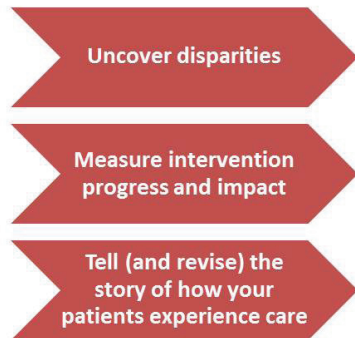 Uncover disparities
Measure intervention
progress and impact
Tell (and revise) the
story of how your
patients experience care